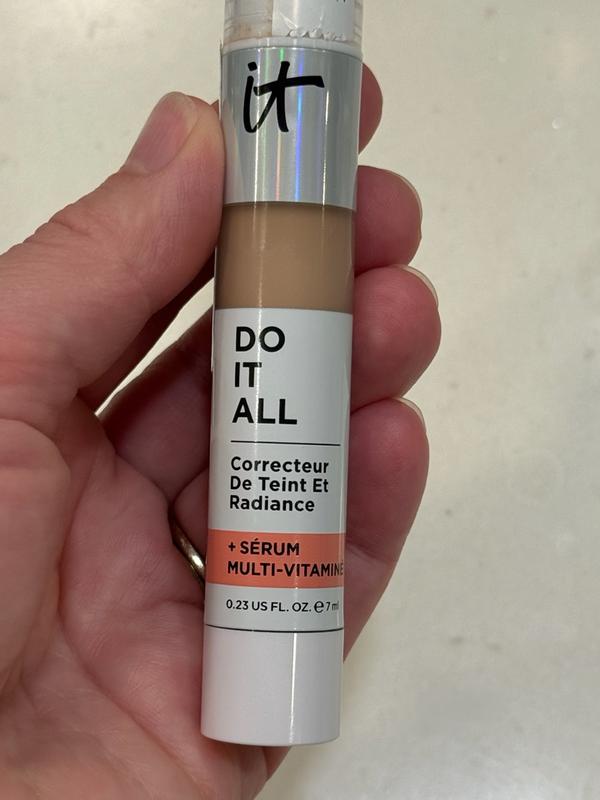 it
DO
IT
ALL
Correcteur
De Teint Et
Radiance
+ SÉRUM
MULTI-VITAMINE
0.23 US FL. OZ. ℮ 7 ml